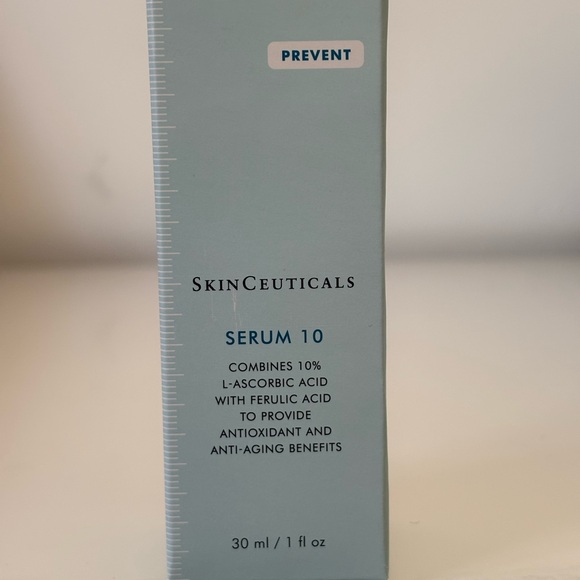 PREVENT
SKINCEUTICALS
SERUM 10
COMBINES 10%
L-ASCORBIC ACID
WITH FERULIC ACID
TO PROVIDE
ANTIOXIDANT AND
ANTI-AGING BENEFITS
30 ml / 1 fl oz